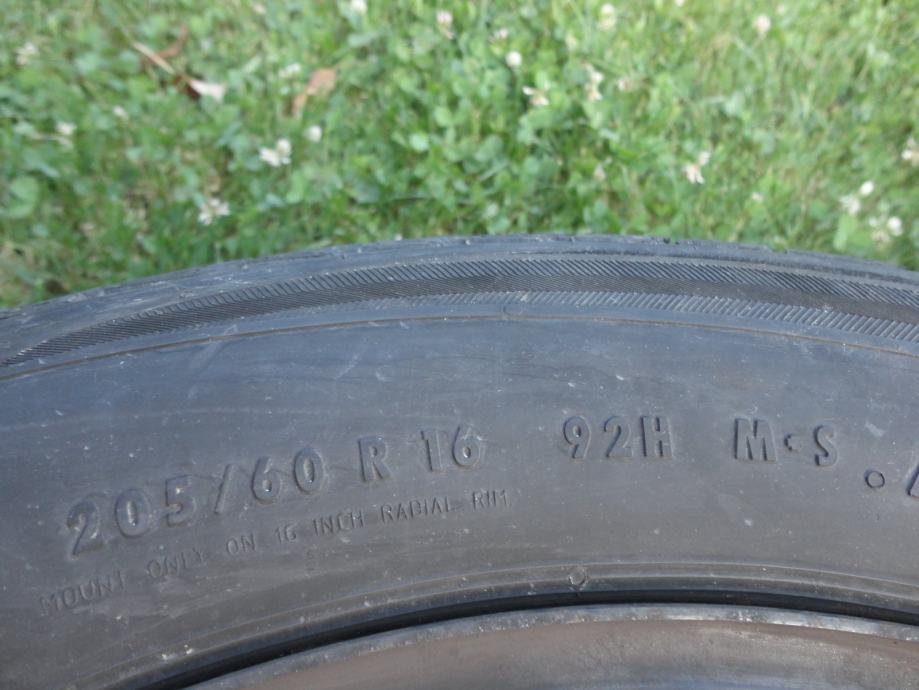 205/60 R 16 92H M·S
MOUNT ONLY ON 16 INCH RADIAL RIM